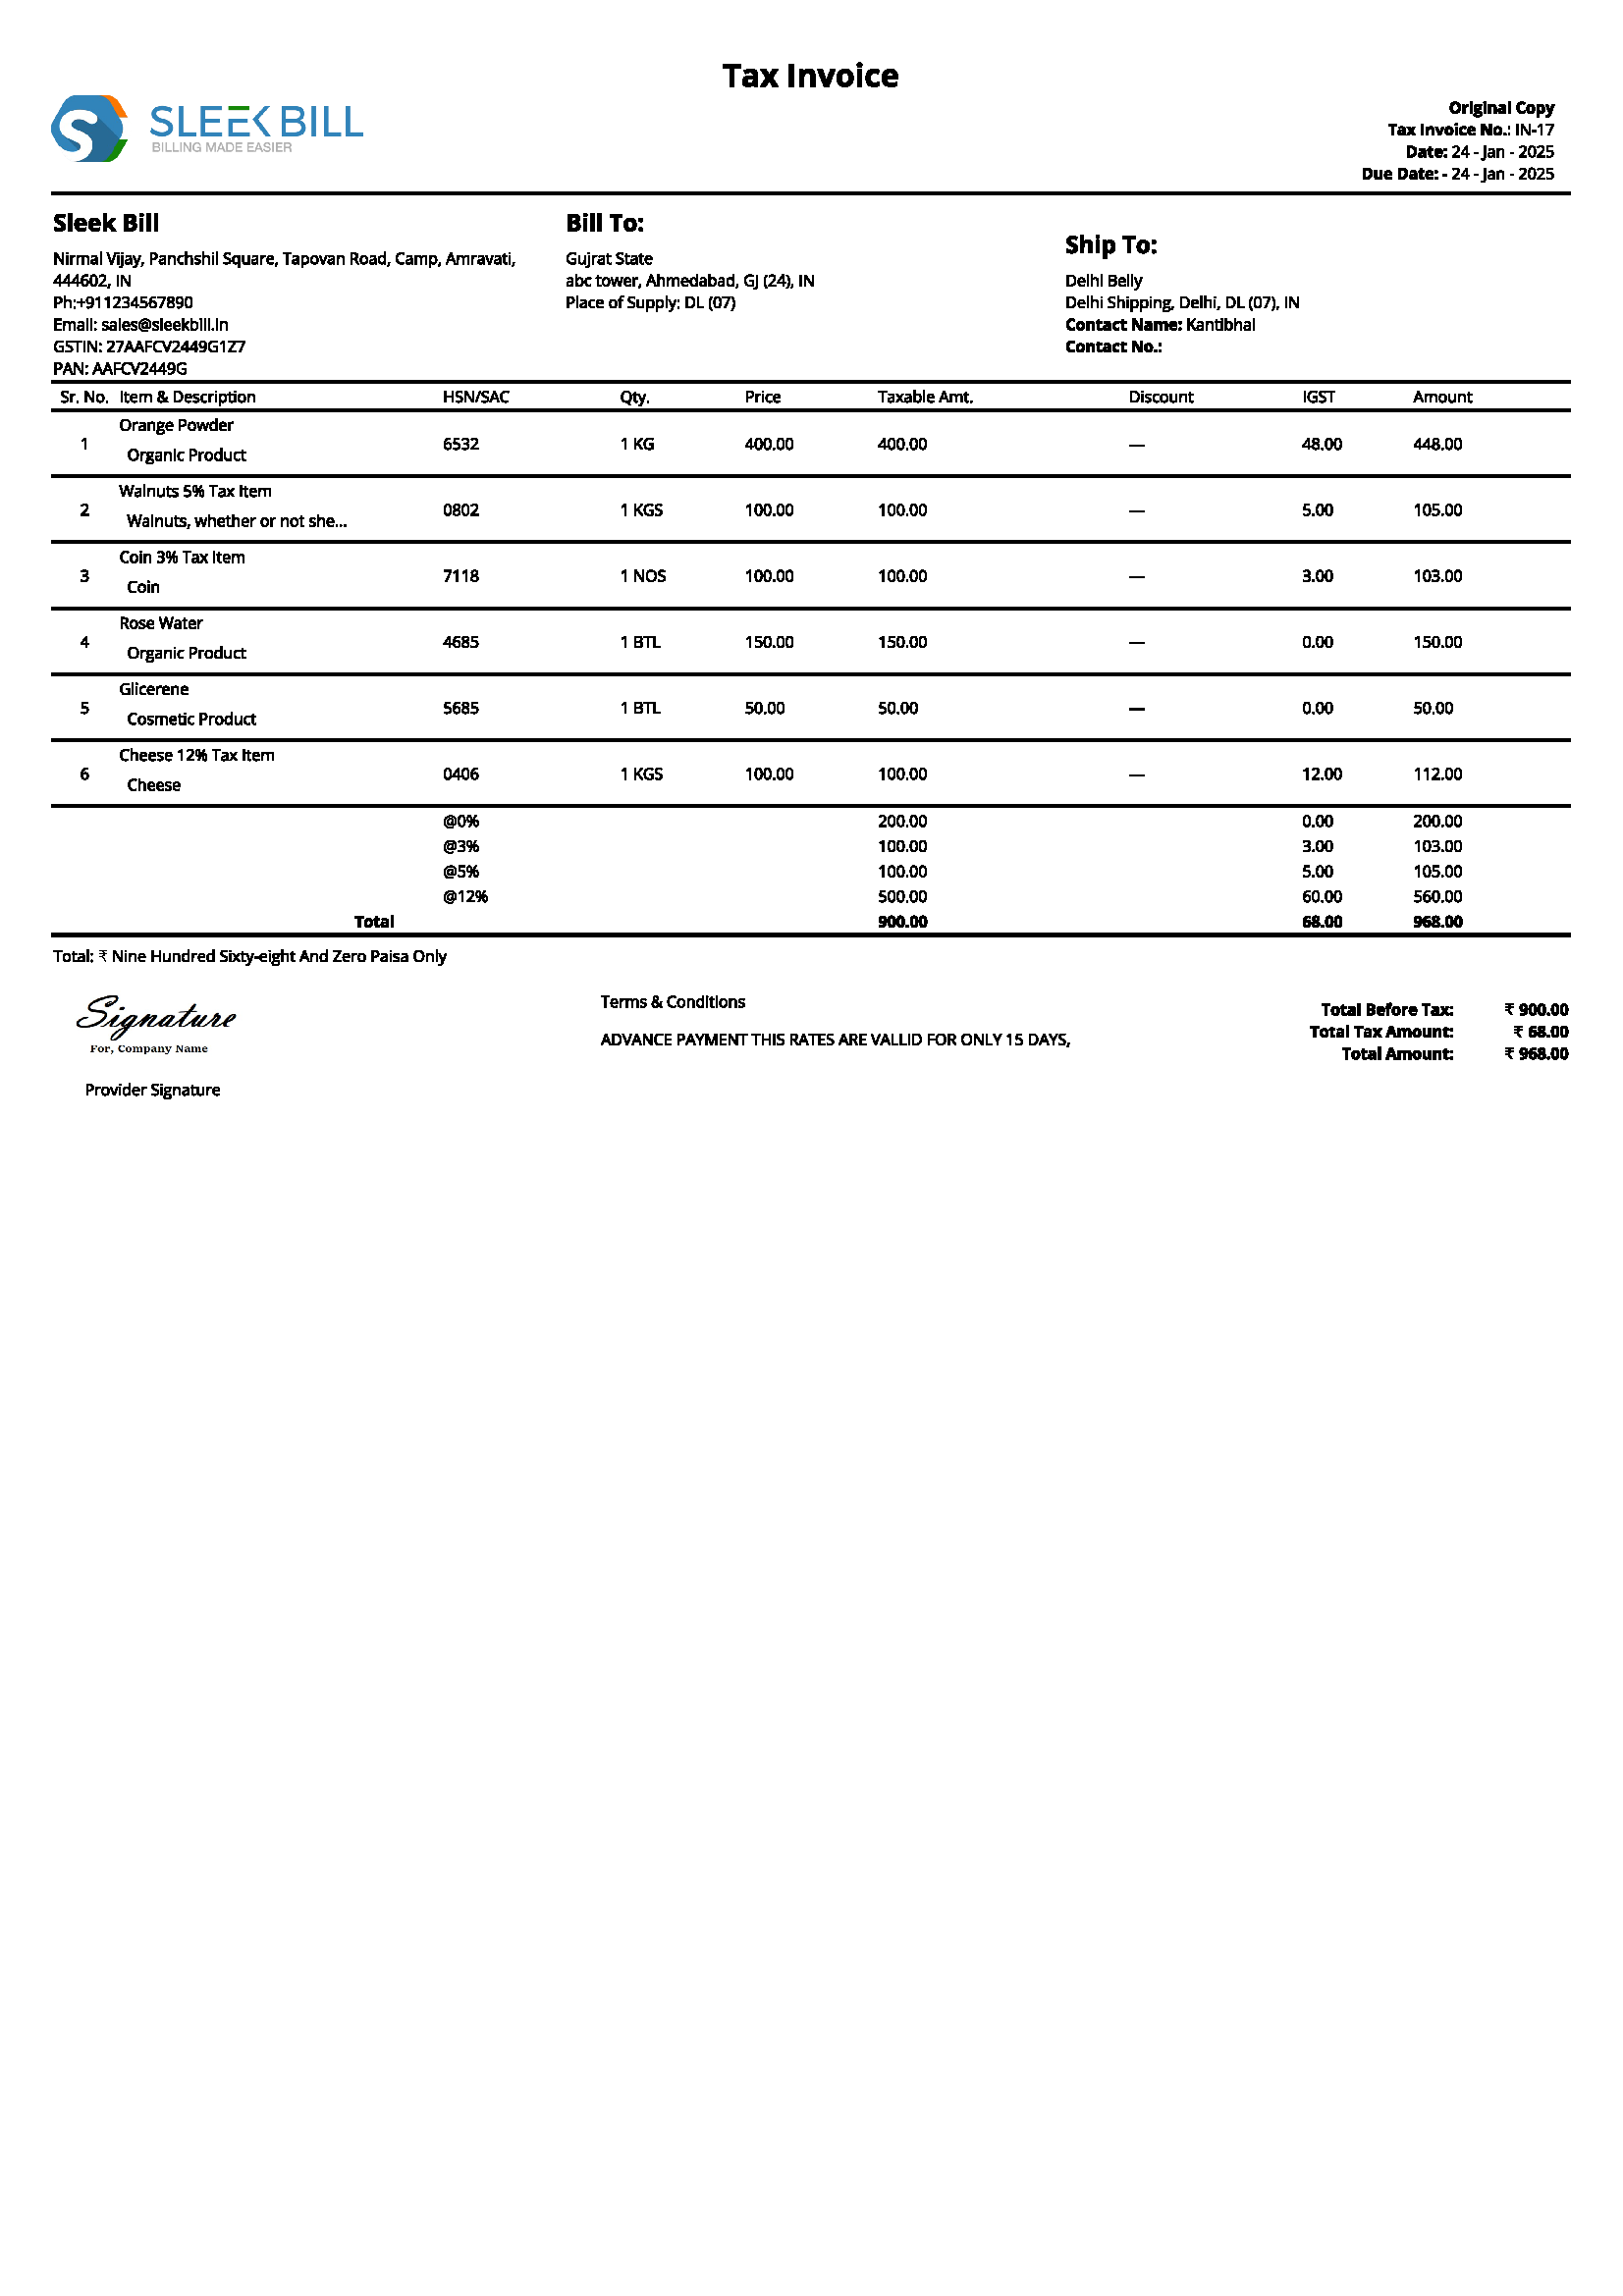 Tax Invoice
SLEEK BILL
BILLING MADE EASIER
Original Copy
Tax Invoice No.: IN-17
Date: 24 - Jan - 2025
Due Date: - 24 - Jan - 2025
Sleek Bill
Nirmal Vijay, Panchshil Square, Tapovan Road, Camp, Amravati,
444602, IN
Ph:+911234567890
Email: sales@sleekbill.in
GSTIN: 27AAFCV2449G1Z7
PAN: AAFCV2449G
Bill To:
Gujrat State
abc tower, Ahmedabad, GJ (24), IN
Place of Supply: DL (07)
Ship To:
Delhi Belly
Delhi Shipping, Delhi, DL (07), IN
Contact Name: Kantibhai
Contact No.:
Sr. No. Item & Description HSN/SAC Qty. Price Taxable Amt. Discount IGST Amount
1 Orange Powder 6532 1 KG 400.00 400.00 — 48.00 448.00
Organic Product
2 Walnuts 5% Tax Item 0802 1 KGS 100.00 100.00 — 5.00 105.00
Walnuts, whether or not she...
3 Coin 3% Tax Item 7118 1 NOS 100.00 100.00 — 3.00 103.00
Coin
4 Rose Water 4685 1 BTL 150.00 150.00 — 0.00 150.00
Organic Product
5 Glicerene 5685 1 BTL 50.00 50.00 — 0.00 50.00
Cosmetic Product
6 Cheese 12% Tax Item 0406 1 KGS 100.00 100.00 — 12.00 112.00
Cheese
@0% 200.00 0.00 200.00
@3% 100.00 3.00 103.00
@5% 100.00 5.00 105.00
@12% 500.00 60.00 560.00
Total 900.00 68.00 968.00
Total: ₹ Nine Hundred Sixty-eight And Zero Paisa Only
Signature
For, Company Name
Provider Signature
Terms & Conditions
ADVANCE PAYMENT THIS RATES ARE VALLID FOR ONLY 15 DAYS,
Total Before Tax: ₹ 900.00
Total Tax Amount: ₹ 68.00
Total Amount: ₹ 968.00